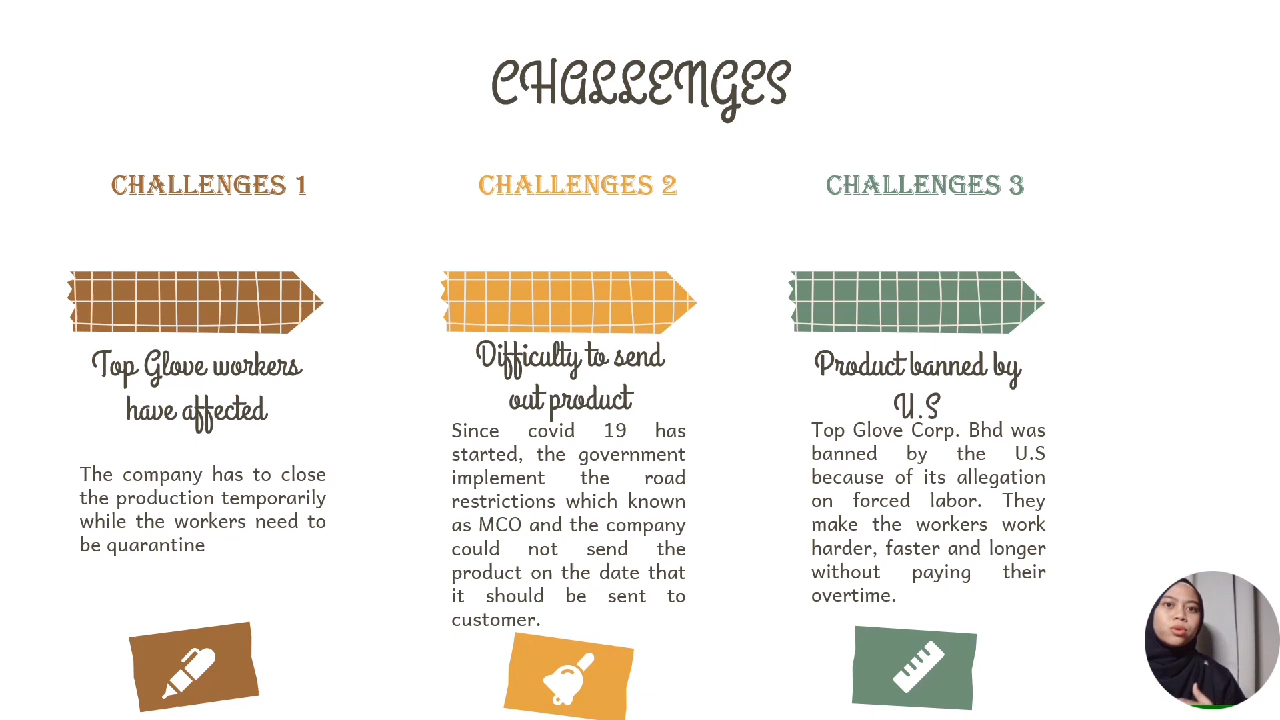 CHALLENGES
CHALLENGES 1
Top Glove workers
have affected
The company has to close
the production temporarily
while the workers need to
be quarantine
CHALLENGES 2
Difficulty to send
out product
Since covid 19 has
started, the government
implement the road
restrictions which known
as MCO and the company
could not send the
product on the date that
it should be sent to
customer.
CHALLENGES 3
Product banned by
U.S
Top Glove Corp. Bhd was
banned by the U.S
because of its allegation
on forced labor. They
make the workers work
harder, faster and longer
without paying their
overtime.